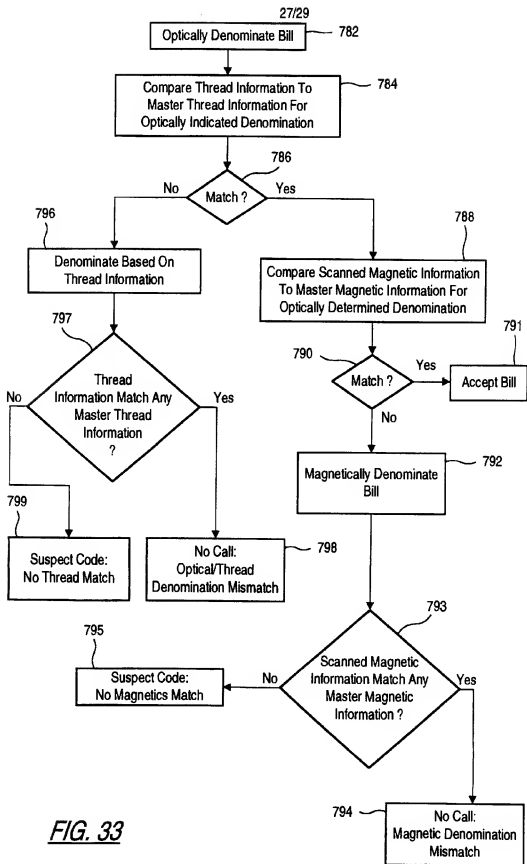 27/29
Optically Denominate Bill
782
Compare Thread Information To
Master Thread Information For
Optically Indicated Denomination
784
786
No
Match ?
Yes
796
Denominate Based On
Thread Information
788
Compare Scanned Magnetic Information
To Master Magnetic Information For
Optically Determined Denomination
797
No
Thread
Information Match Any
Master Thread
Information
?
Yes
790
Match ?
Yes
791
Accept Bill
No
792
Magnetically Denominate
Bill
799
Suspect Code:
No Thread Match
No Call:
Optical/Thread
Denomination Mismatch
798
793
795
Suspect Code:
No Magnetics Match
No
Scanned Magnetic
Information Match Any
Master Magnetic
Information ?
Yes
794
No Call:
Magnetic Denomination
Mismatch
FIG. 33